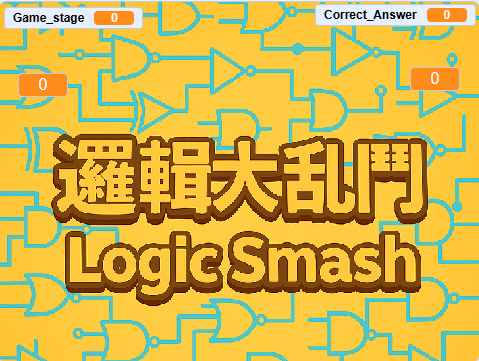 Game_stage 0
Correct_Answer 0
0
0
邏輯大乱鬥
Logic Smash